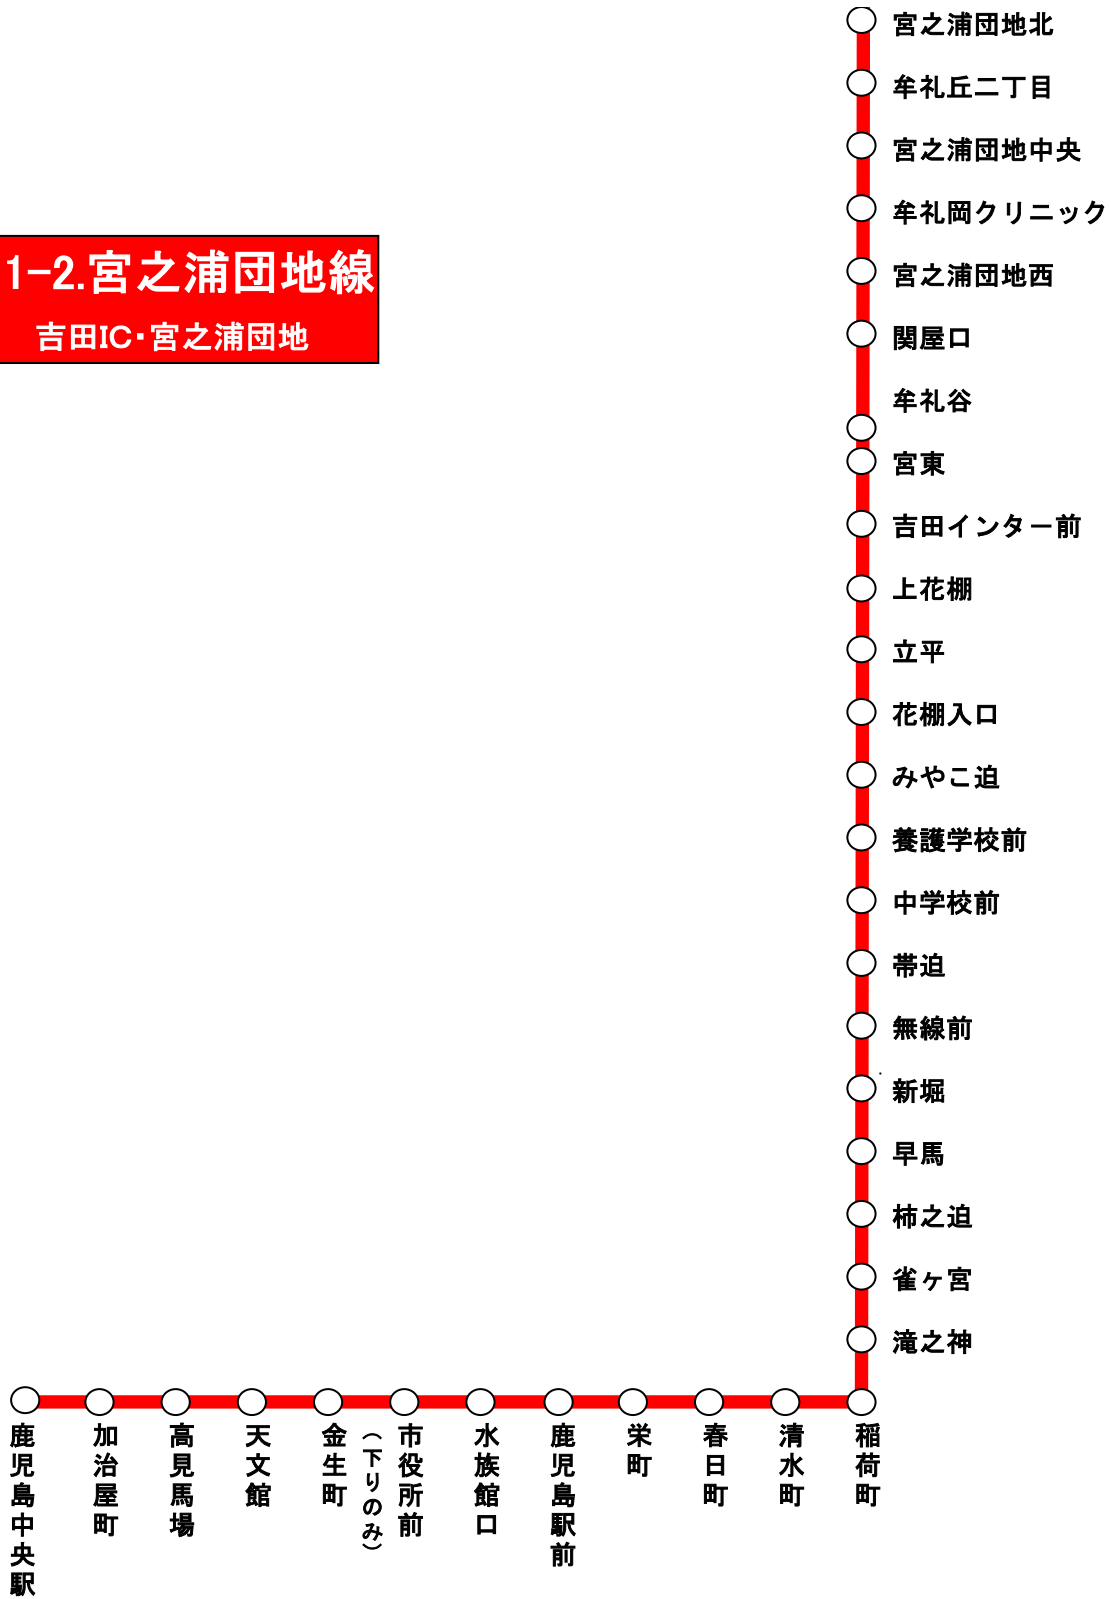 宮之浦団地北
牟礼丘二丁目
宮之浦団地中央
牟礼岡クリニック
1-2.宮之浦団地線
吉田IC・宮之浦団地
宮之浦団地西
関屋口
牟礼谷
宮東
吉田インター前
上花棚
立平
花棚入口
みやこ迫
養護学校前
中学校前
帯迫
無線前
新堀
早馬
柿之迫
雀ヶ宮
滝之神
鹿児島中央駅
加治屋町
高見馬場
天文館
金生町
(下りのみ)
市役所前
水族館口
鹿児島駅前
栄町
春日町
清水町
稲荷町